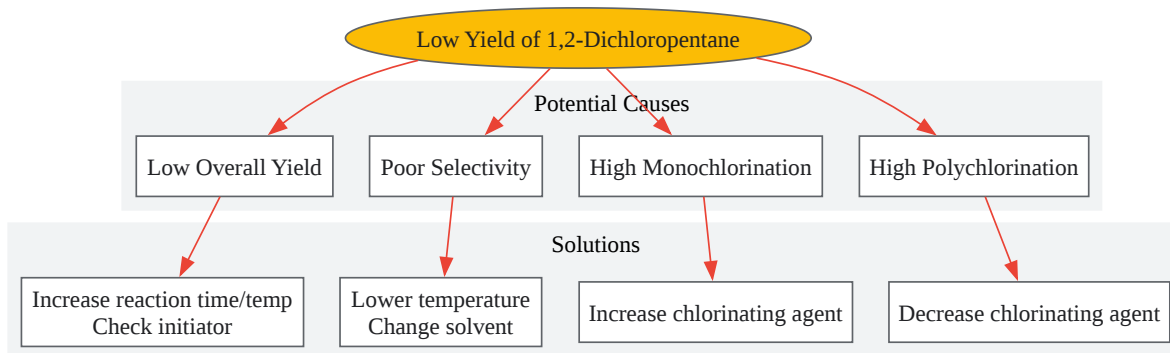 Low Yield of 1,2-Dichloropentane
Potential Causes
Low Overall Yield
Poor Selectivity
High Monochlorination
High Polychlorination
Solutions
Increase reaction time/temp
Check initiator
Lower temperature
Change solvent
Increase chlorinating agent
Decrease chlorinating agent